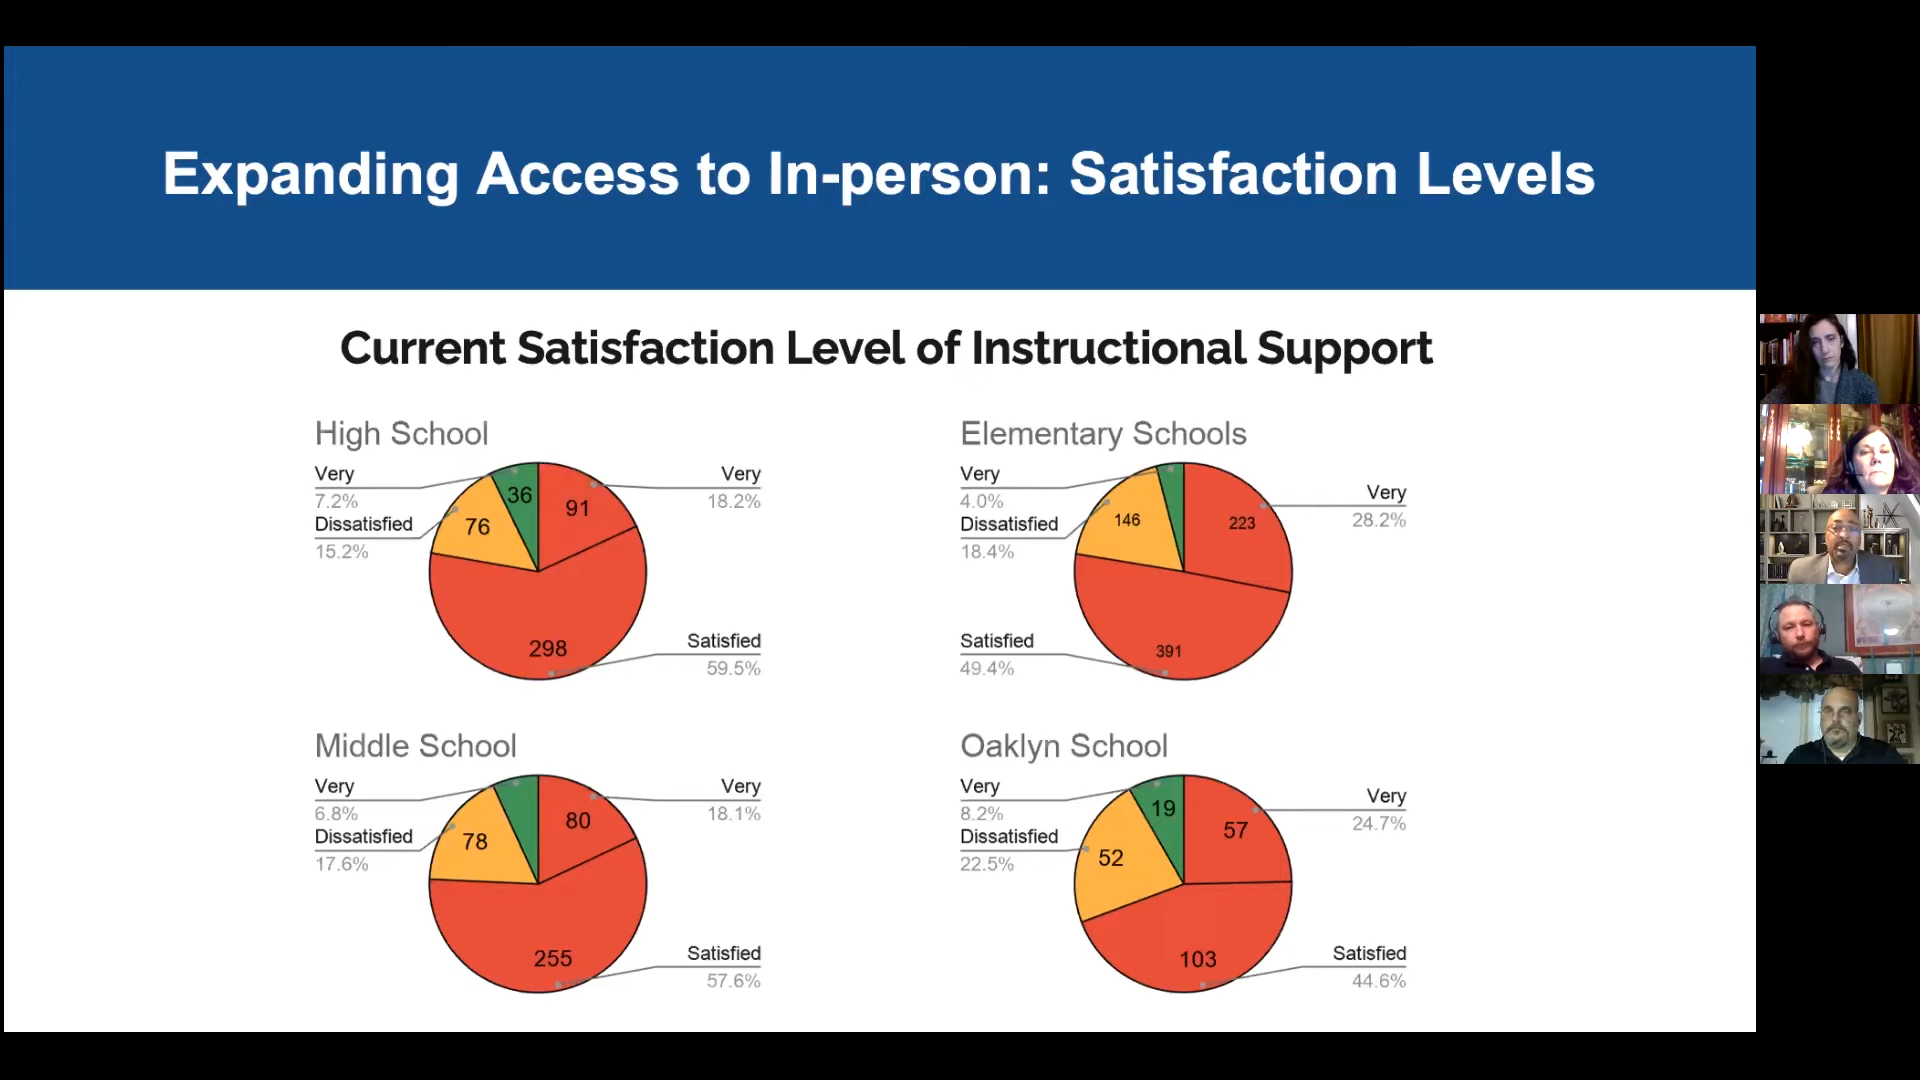 Expanding Access to In-person: Satisfaction Levels
Current Satisfaction Level of Instructional Support
High School
Very
7.2%
Dissatisfied
15.2%
36
91
76
298
Very
18.2%
Satisfied
59.5%
Elementary Schools
Very
4.0%
Dissatisfied
18.4%
Satisfied
49.4%
146
223
391
Very
28.2%
Middle School
Very
6.8%
Dissatisfied
17.6%
80
78
255
Very
18.1%
Satisfied
57.6%
Oaklyn School
Very
8.2%
Dissatisfied
22.5%
19
57
52
103
Very
24.7%
Satisfied
44.6%